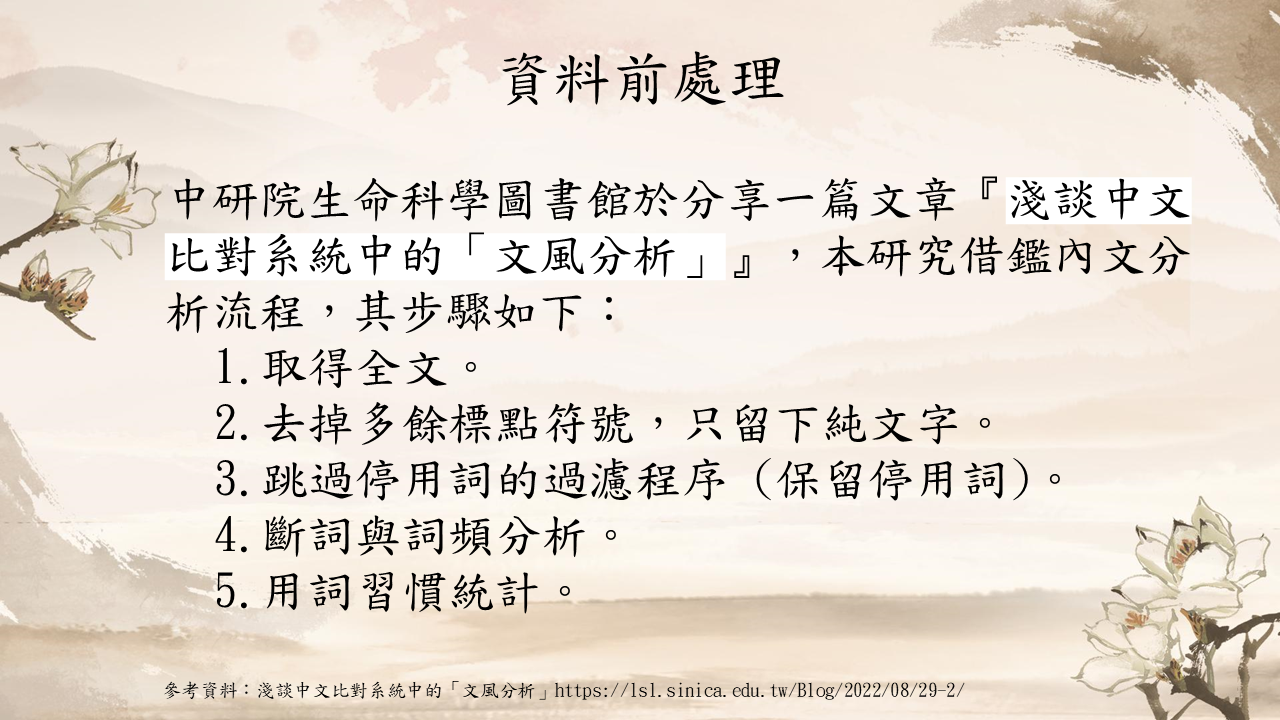 資料前處理
中研院生命科學圖書館於分享一篇文章『淺談中文
比對系統中的「文風分析」』，本研究借鑑內文分
析流程，其步驟如下：
1.取得全文。
2.去掉多餘標點符號，只留下純文字。
3.跳過停用詞的過濾程序 (保留停用詞)。
4.斷詞與詞頻分析。
5.用詞習慣統計。
參考資料：淺談中文比對系統中的「文風分析」https://lsl.sinica.edu.tw/Blog/2022/08/29-2/